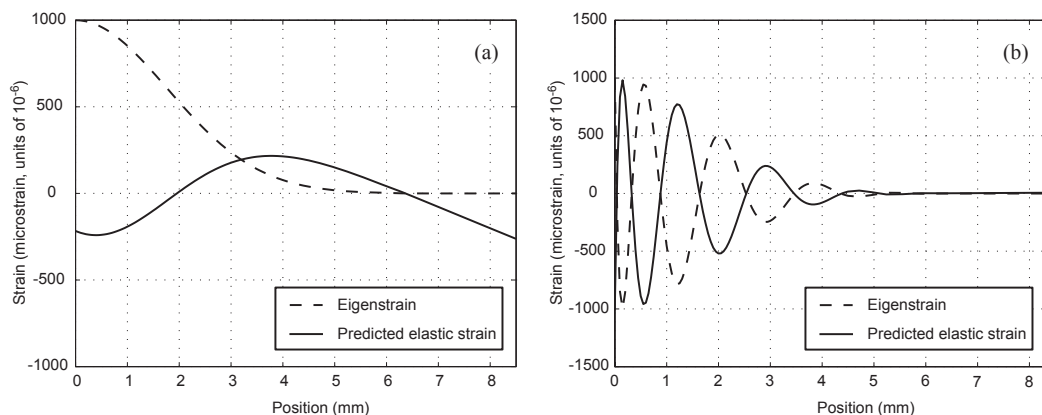 (a)
Strain (microstrain, units of 10-6)
1000
500
0
-500
-1000
0 1 2 3 4 5 6 7 8
Position (mm)
Eigenstrain
Predicted elastic strain
(b)
Strain (microstrain, units of 10-6)
1500
1000
500
0
-500
-1000
-1500
0 1 2 3 4 5 6 7 8
Position (mm)
Eigenstrain
Predicted elastic strain